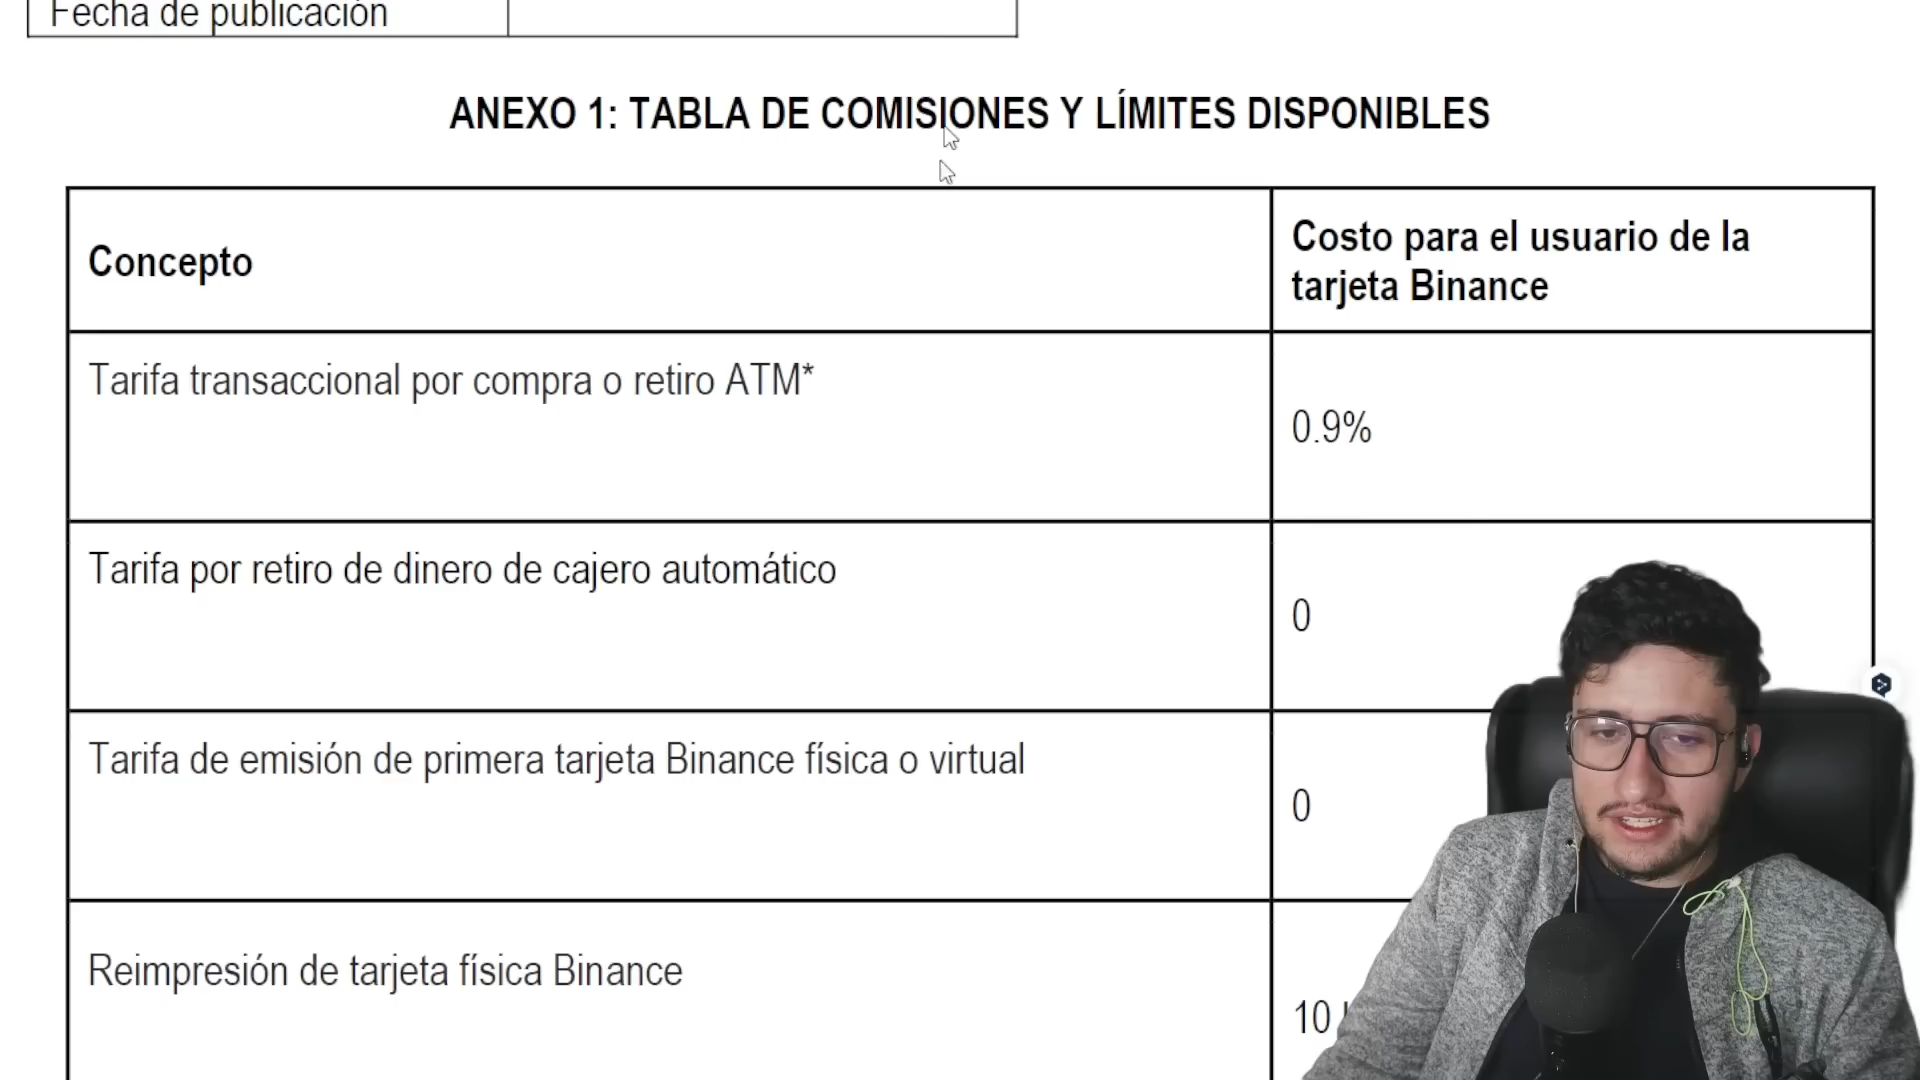 Fecha de publicación
ANEXO 1: TABLA DE COMISIONES Y LÍMITES DISPONIBLES
Concepto
Costo para el usuario de la
tarjeta Binance
Tarifa transaccional por compra o retiro ATM*
0.9%
Tarifa por retiro de dinero de cajero automático
0
Tarifa de emisión de primera tarjeta Binance física o virtual
0
Reimpresión de tarjeta física Binance
10